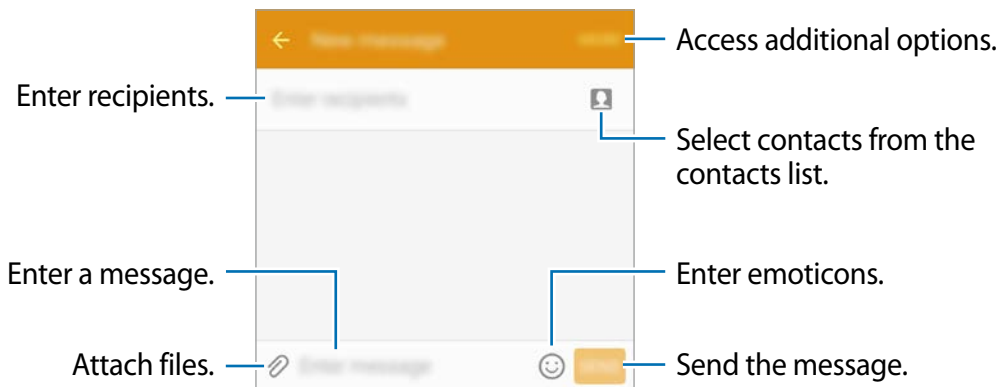 Access additional options.
Enter recipients.
Select contacts from the
contacts list.
Enter a message.
Enter emoticons.
Attach files.
Send the message.